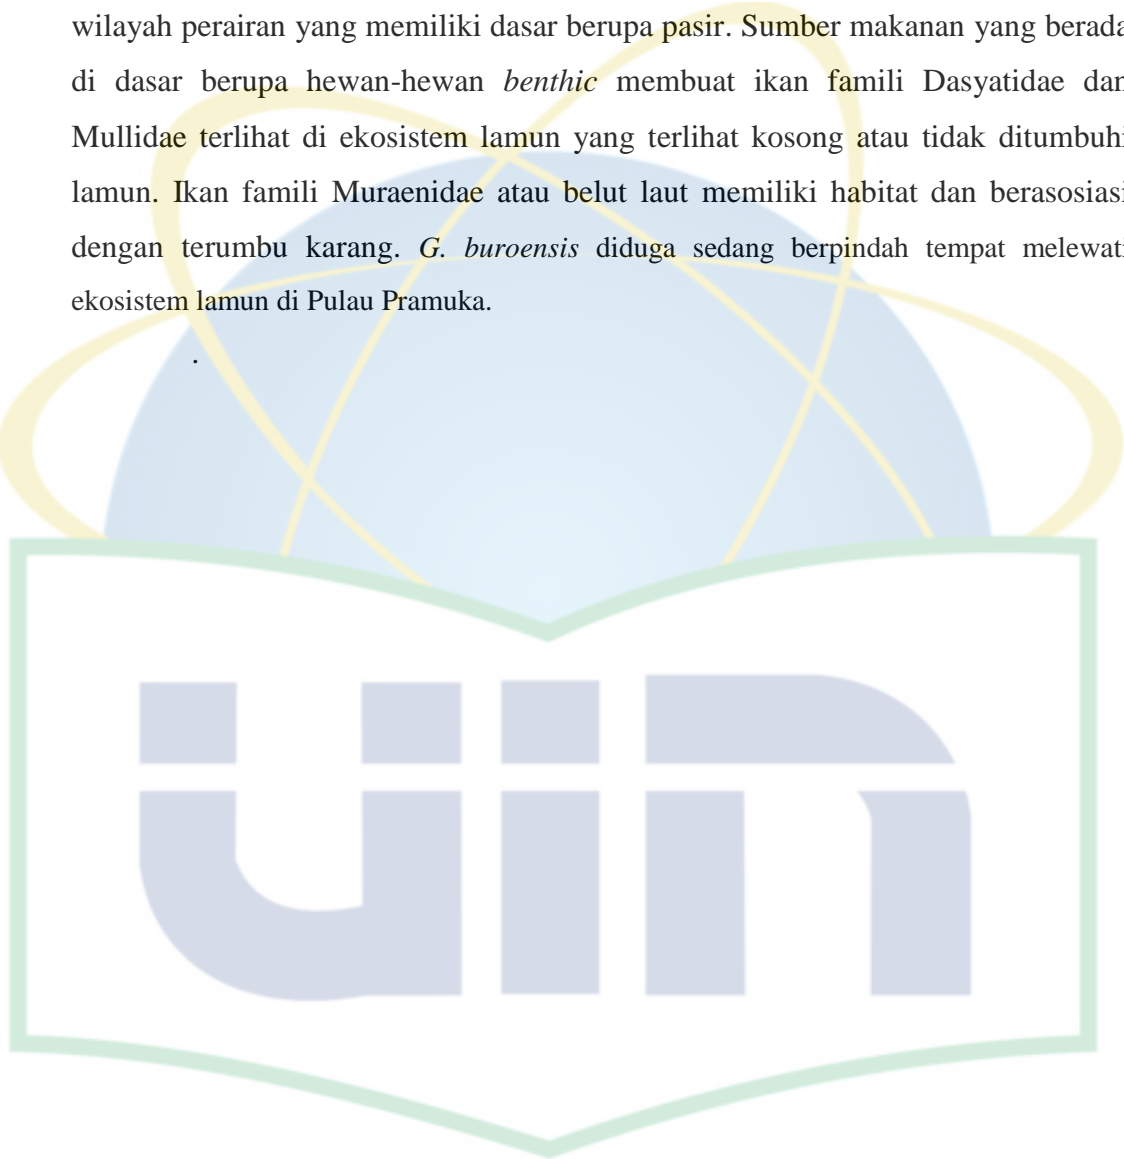 wilayah perairan yang memiliki dasar berupa pasir. Sumber makanan yang berada
di dasar berupa hewan-hewan benthic membuat ikan famili Dasyatidae dan
Mullidae terlihat di ekosistem lamun yang terlihat kosong atau tidak ditumbuhi
lamun. Ikan famili Muraenidae atau belut laut memiliki habitat dan berasosiasi
dengan terumbu karang. G. buroensis diduga sedang berpindah tempat melewati
ekosistem lamun di Pulau Pramuka.
.
uin